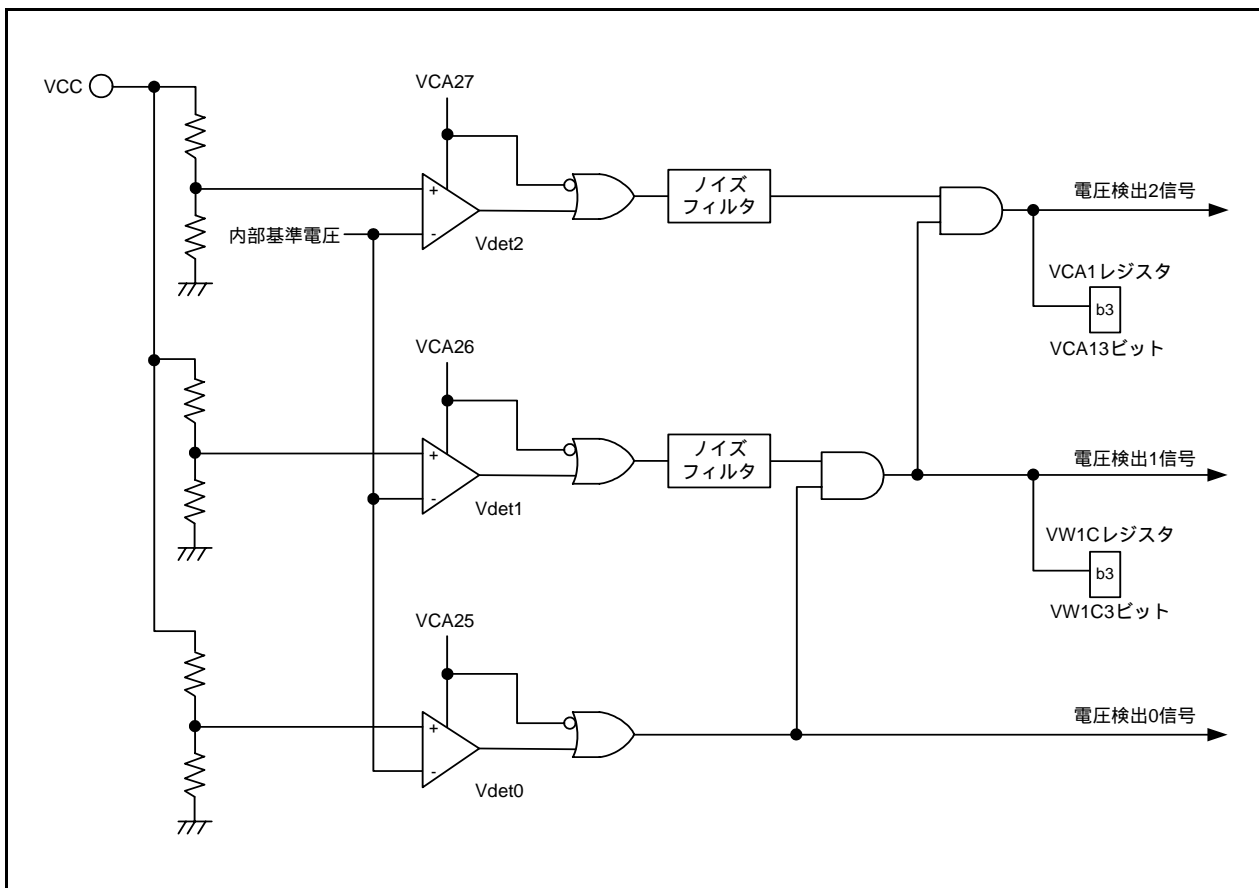 VCC
VCA27
+
-
Vdet2
内部基準電圧
ノイズ
フィルタ
電圧検出2信号
VCA1レジスタ
b3
VCA13ビット
VCA26
+
-
Vdet1
ノイズ
フィルタ
電圧検出1信号
VW1Cレジスタ
b3
VW1C3ビット
VCA25
+
-
Vdet0
電圧検出0信号